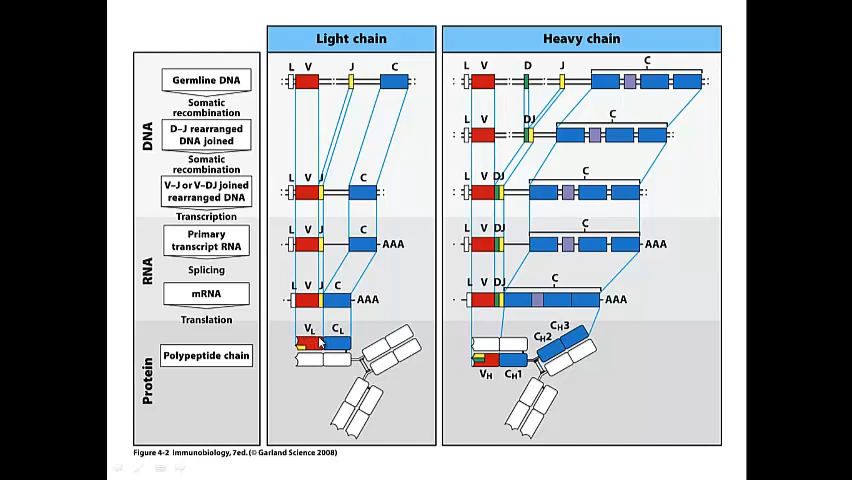 Light chain
Heavy chain
DNA
Germline DNA
L V J C
L V D J C
Somatic
recombination
D–J rearranged
DNA joined
L V DJ C
Somatic
recombination
V–J or V–DJ joined
rearranged DNA
L V J C
L V DJ C
Transcription
RNA
Primary
transcript RNA
L V J C AAA
L V DJ C AAA
Splicing
mRNA
L V J C AAA
L V DJ C AAA
Translation
Protein
Polypeptide chain
VL CL
VH CH1 CH2 CH3
Figure 4-2 Immunobiology, 7ed. (© Garland Science 2008)